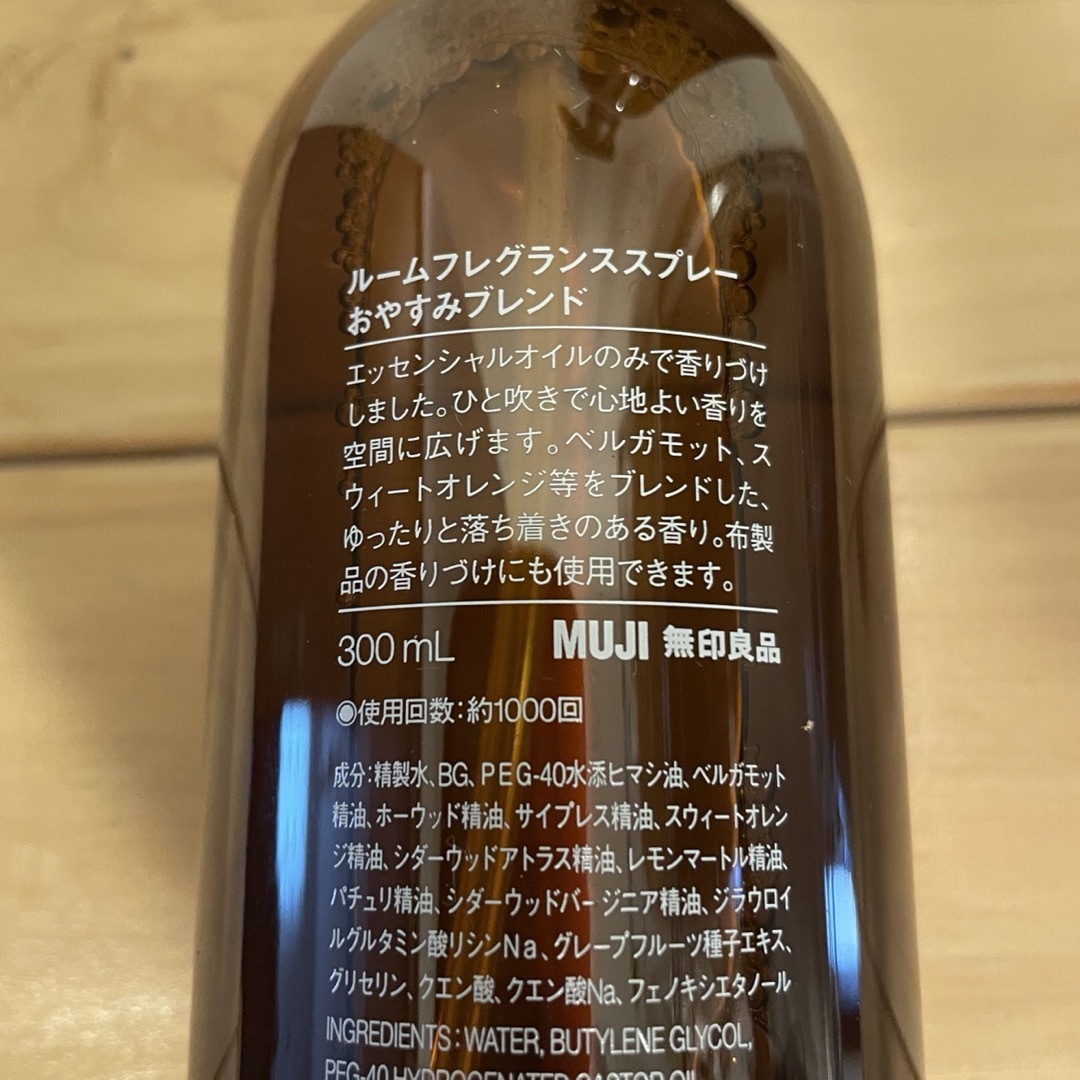 ルームフレグランススプレー
おやすみブレンド
エッセンシャルオイルのみで香りづけ
しました。ひと吹きで心地よい香りを
空間に広げます。ベルガモット、ス
ウィートオレンジ等をブレンドした、
ゆったりと落ち着きのある香り。布製
品の香りづけにも使用できます。
300 mL MUJI 無印良品
◉使用回数：約1000回
成分：精製水、BG、PEG-40水添ヒマシ油、ベルガモット
精油、ホーウッド精油、サイプレス精油、スウィートオレン
ジ精油、シダーウッドアトラス精油、レモンマートル精油、
パチュリ精油、シダーウッドバージニア精油、ジラウロイ
ルグルタミン酸リシンNa、グレープフルーツ種子エキス、
グリセリン、クエン酸、クエン酸Na、フェノキシエタノール
INGREDIENTS : WATER, BUTYLENE GLYCOL,
PEG-40 HYDROGENATED CASTOR OIL